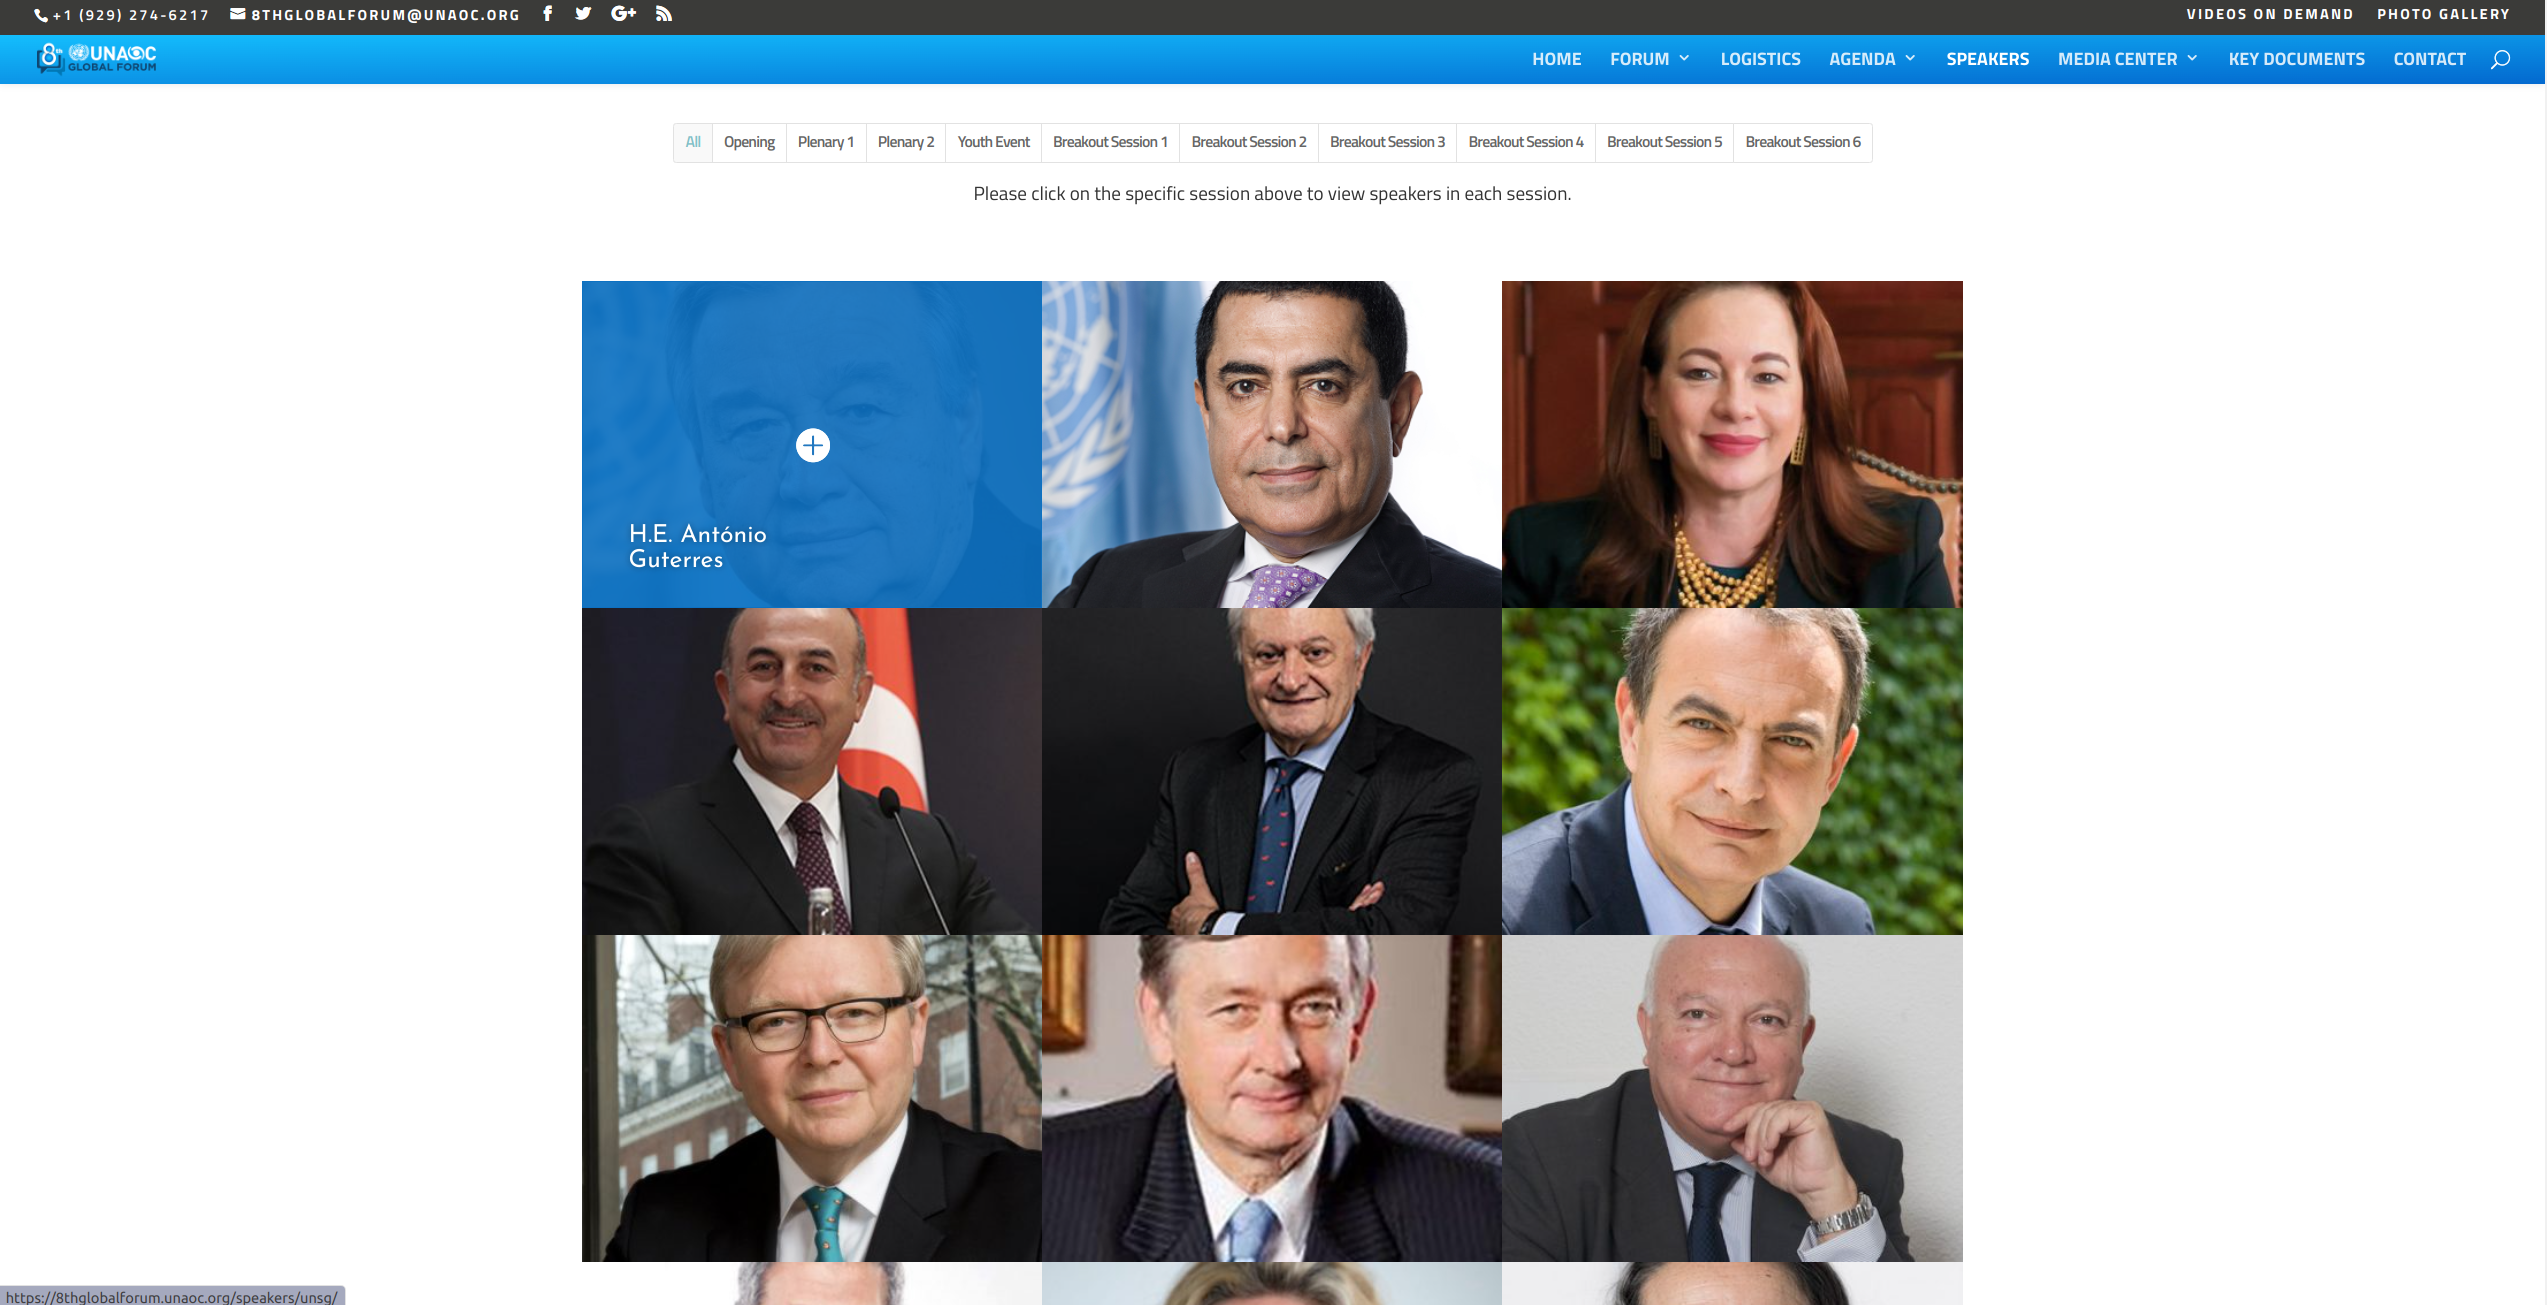 +1 (929) 274-6217 8THGLOBALFORUM@UNAOC.ORG G+ VIDEOS ON DEMAND PHOTO GALLERY
8th UNAOC
GLOBAL FORUM
HOME FORUM LOGISTICS AGENDA SPEAKERS MEDIA CENTER KEY DOCUMENTS CONTACT
All Opening Plenary 1 Plenary 2 Youth Event Breakout Session 1 Breakout Session 2 Breakout Session 3 Breakout Session 4 Breakout Session 5 Breakout Session 6
Please click on the specific session above to view speakers in each session.
H.E. António
Guterres
https://8thglobalforum.unaoc.org/speakers/unsg/